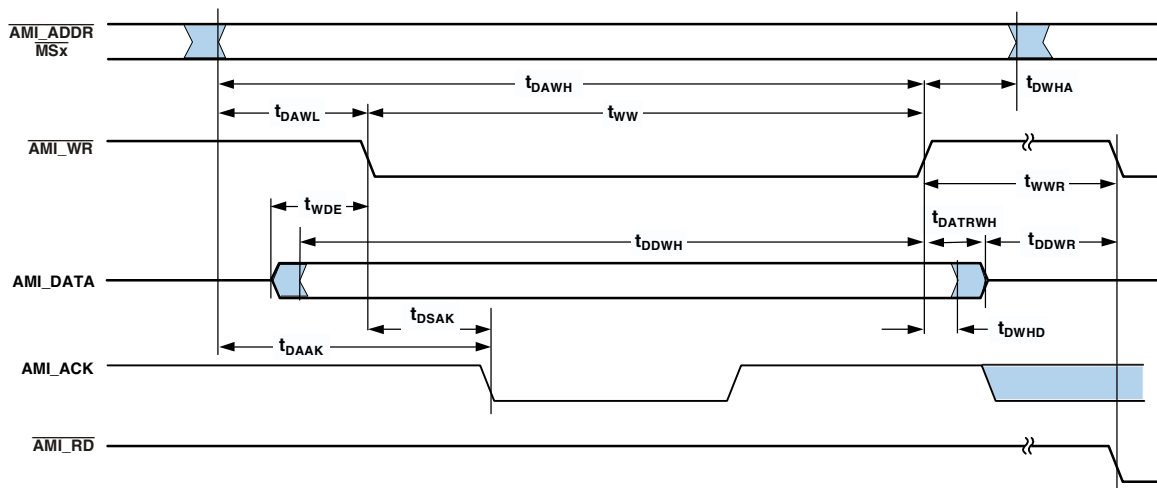 AMI_ADDR
MSx
tDAWH
tDWHA
tDAWL
tWW
AMI_WR
tWWR
tWDE
tDATRWH
tDDWH
tDDWR
AMI_DATA
tDSAK
tDWHD
tDAAK
AMI_ACK
AMI_RD